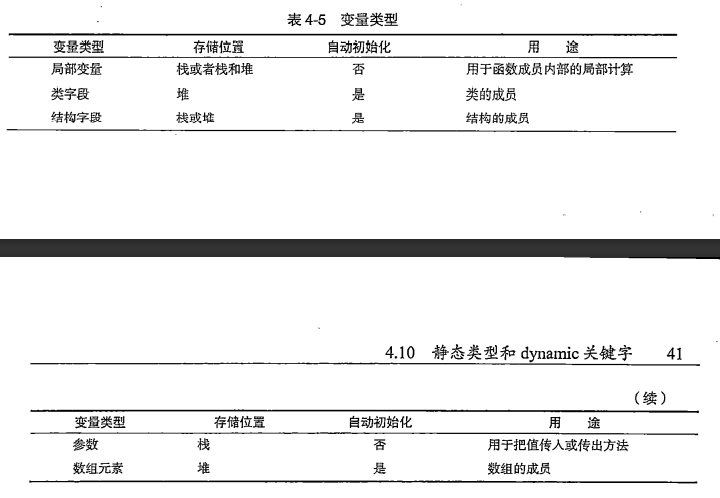 表4-5 变量类型
变量类型 存储位置 自动初始化 用 途
局部变量 栈或者栈和堆 否 用于函数成员内部的局部计算
类字段 堆 是 类的成员
结构字段 栈或堆 是 结构的成员
4.10 静态类型和 dynamic 关键字 41
（续）
变量类型 存储位置 自动初始化 用 途
参数 栈 否 用于把值传入或传出方法
数组元素 堆 是 数组的成员